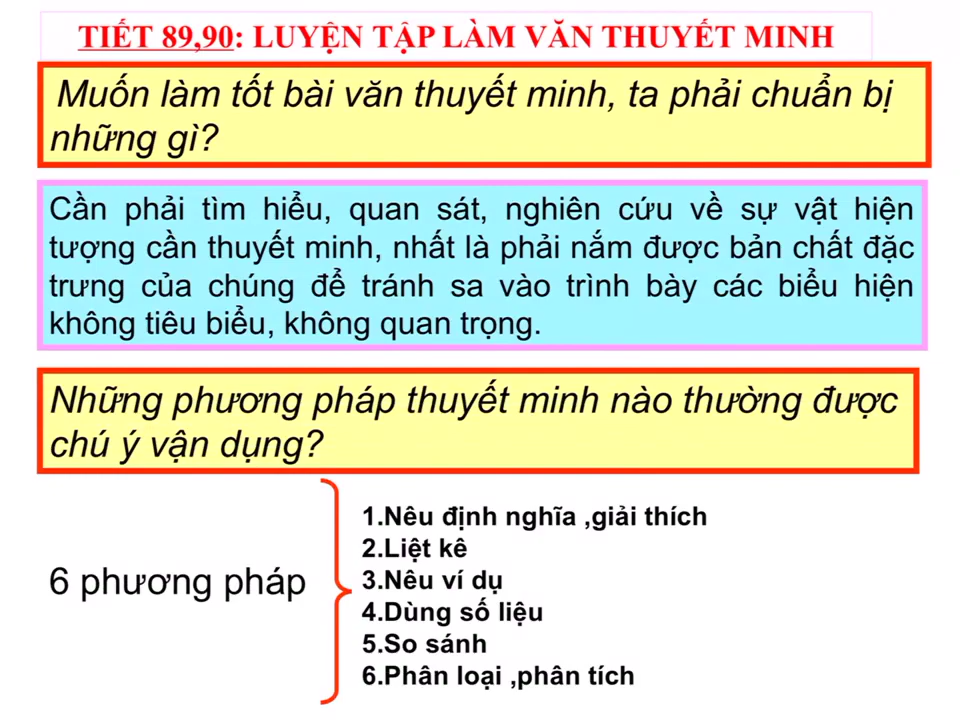 TIẾT 89,90: LUYỆN TẬP LÀM VĂN THUYẾT MINH
Muốn làm tốt bài văn thuyết minh, ta phải chuẩn bị
những gì?
Cần phải tìm hiểu, quan sát, nghiên cứu về sự vật hiện
tượng cần thuyết minh, nhất là phải nắm được bản chất đặc
trưng của chúng để tránh sa vào trình bày các biểu hiện
không tiêu biểu, không quan trọng.
Những phương pháp thuyết minh nào thường được
chú ý vận dụng?
6 phương pháp
1.Nêu định nghĩa ,giải thích
2.Liệt kê
3.Nêu ví dụ
4.Dùng số liệu
5.So sánh
6.Phân loại ,phân tích